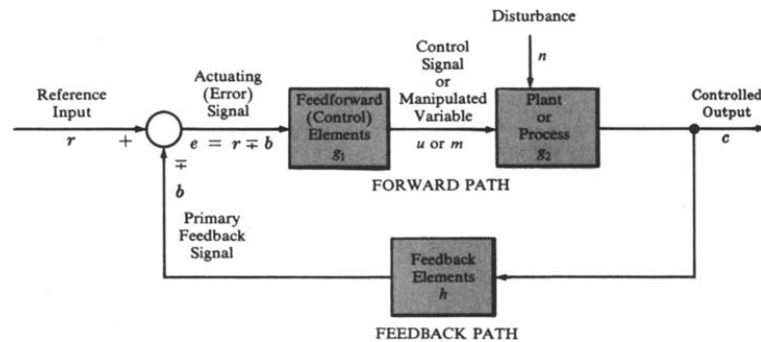 Disturbance
n
Control
Signal
or
Manipulated
Variable
u or m
Reference
Input
r
+
∓
b
Actuating
(Error)
Signal
e = r ∓ b
Feedforward
(Control)
Elements
g₁
Plant
or
Process
g₂
Controlled
Output
c
FORWARD PATH
Primary
Feedback
Signal
Feedback
Elements
h
FEEDBACK PATH